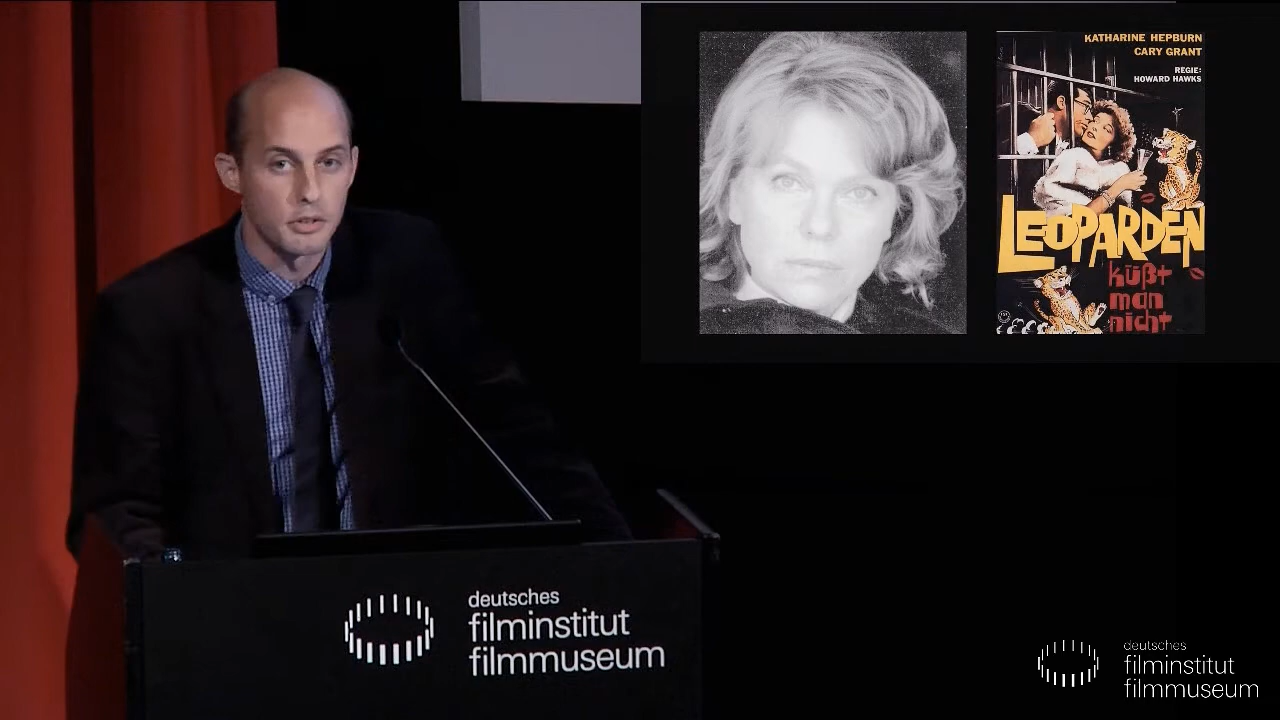 KATHARINE HEPBURN
CARY GRANT
REGIE:
HOWARD HAWKS
LEOPARDEN
küßt
man
nicht
deutsches
filminstitut
filmmuseum
deutsches
filminstitut
filmmuseum